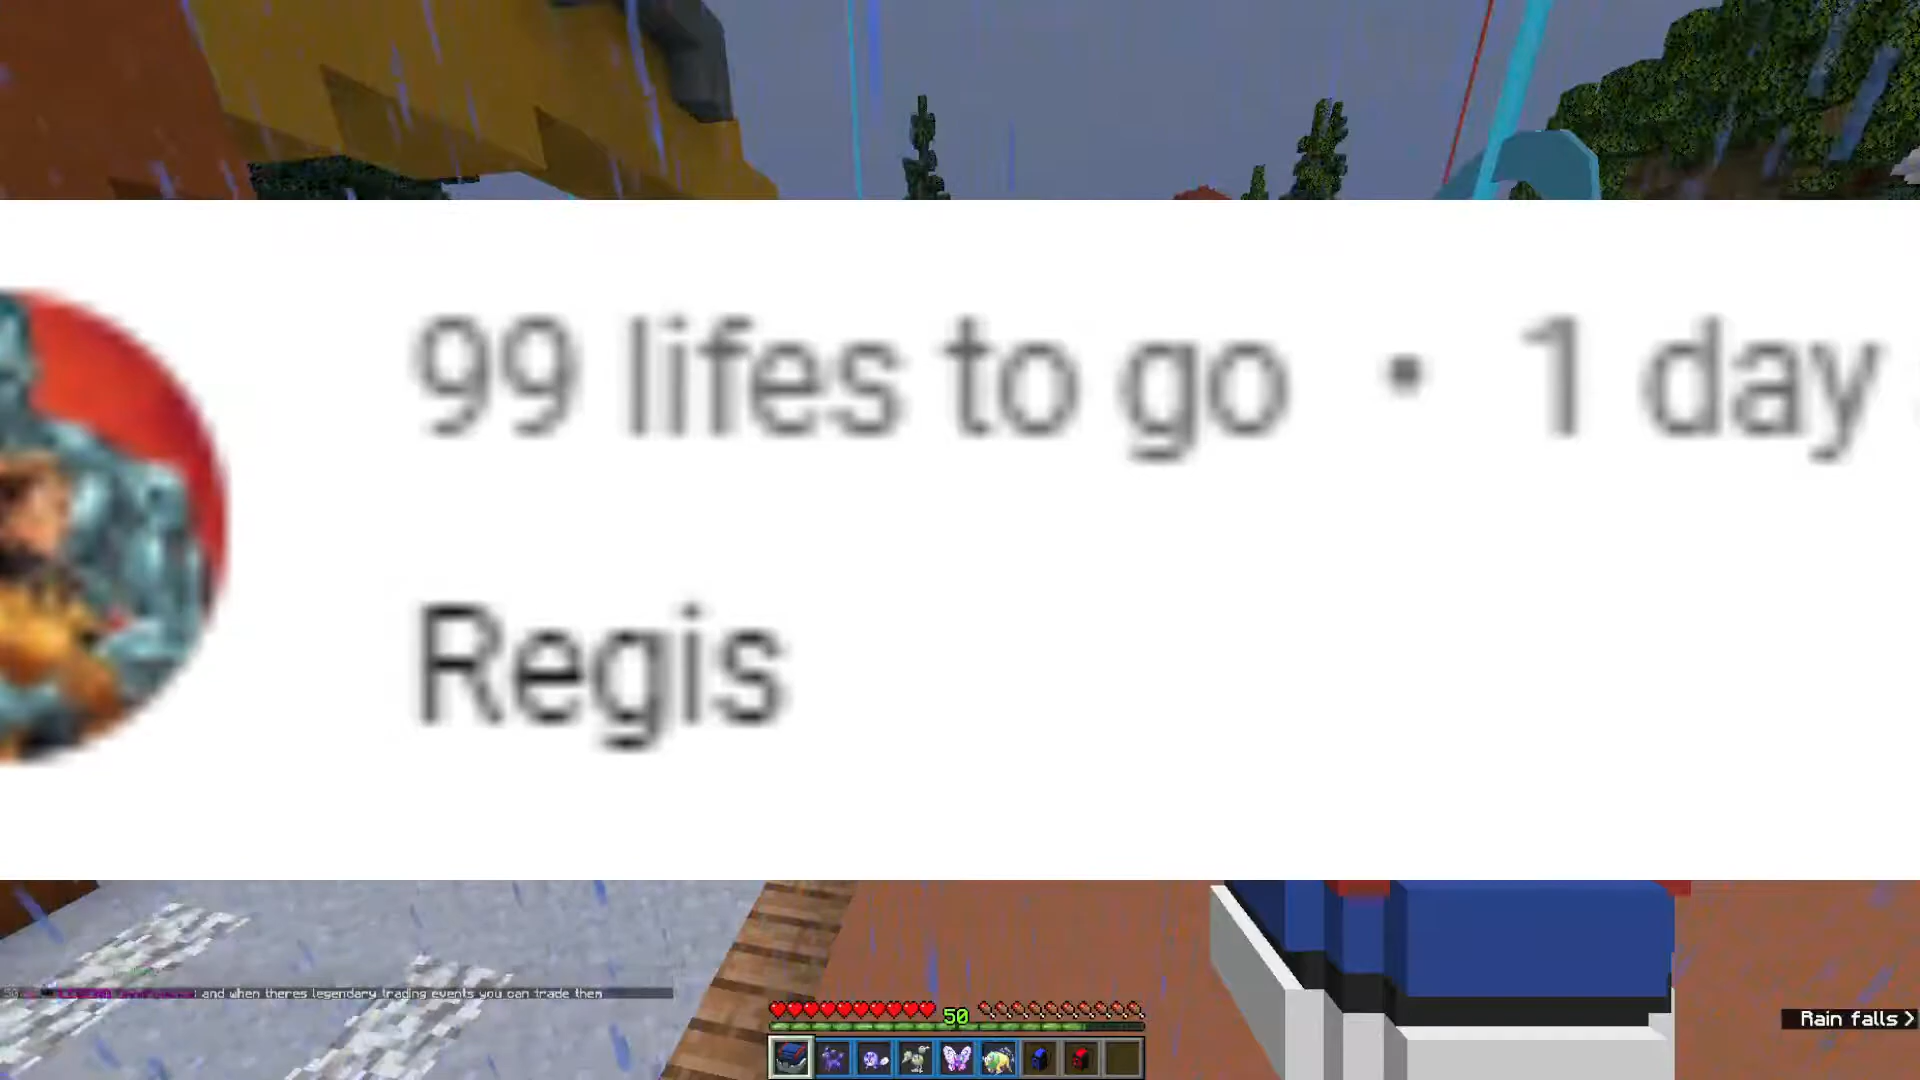 99 lifes to go • 1 day
Regis
and when theres legendary trading events you can trade them
50
Rain falls >